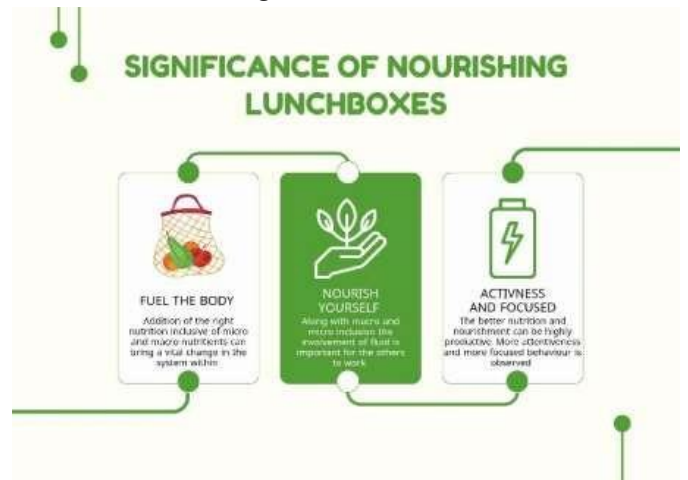 SIGNIFICANCE OF NOURISHING
LUNCHBOXES
FUEL THE BODY
Addition of the right
nutrition inclusive of micro
and macro nutritients can
bring a vital change in the
system within
NOURISH
YOURSELF
Along with macro and
micro inclusion the
involvement of fluid is
important for the others
to work
ACTIVNESS
AND FOCUSED
The better nutrition and
nourishment can be highly
productive. More attentiveness
and more focused behaviour is
observed